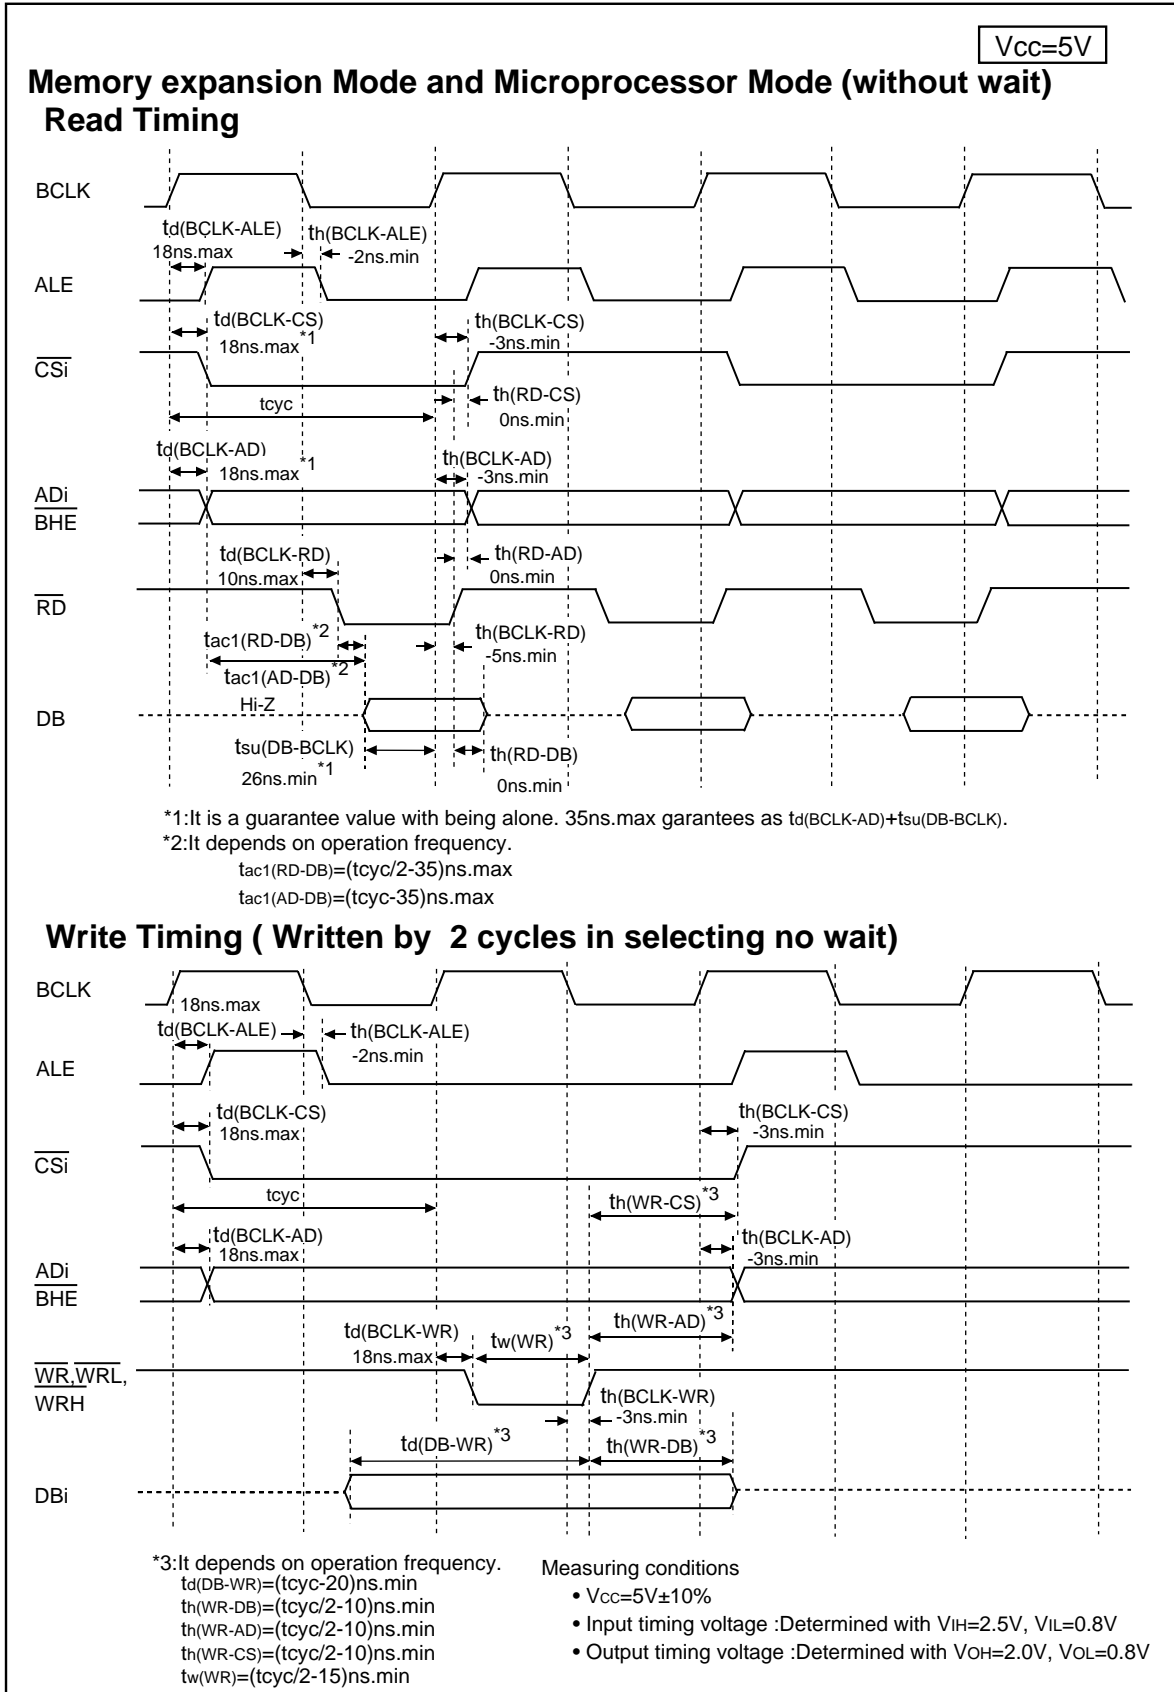 Vcc=5V
Memory expansion Mode and Microprocessor Mode (without wait)
Read Timing
BCLK
td(BCLK-ALE)
18ns.max
th(BCLK-ALE)
-2ns.min
ALE
td(BCLK-CS)
18ns.max*1
th(BCLK-CS)
-3ns.min
CSi
tcyc
th(RD-CS)
0ns.min
td(BCLK-AD)
18ns.max*1
th(BCLK-AD)
-3ns.min
ADi
BHE
td(BCLK-RD)
10ns.max
th(RD-AD)
0ns.min
RD
tac1(RD-DB)*2
th(BCLK-RD)
-5ns.min
tac1(AD-DB)*2
Hi-Z
DB
tsu(DB-BCLK)
26ns.min*1
th(RD-DB)
0ns.min
*1:It is a guarantee value with being alone. 35ns.max garantees as td(BCLK-AD)+tsu(DB-BCLK).
*2:It depends on operation frequency.
tac1(RD-DB)=(tcyc/2-35)ns.max
tac1(AD-DB)=(tcyc-35)ns.max
Write Timing ( Written by 2 cycles in selecting no wait)
BCLK
18ns.max
td(BCLK-ALE)
th(BCLK-ALE)
-2ns.min
ALE
td(BCLK-CS)
18ns.max
th(BCLK-CS)
-3ns.min
CSi
tcyc
th(WR-CS)*3
td(BCLK-AD)
18ns.max
th(BCLK-AD)
-3ns.min
ADi
BHE
td(BCLK-WR)
18ns.max
tw(WR)*3
th(WR-AD)*3
WR,WRL,
WRH
th(BCLK-WR)
-3ns.min
td(DB-WR)*3
th(WR-DB)*3
DBi
*3:It depends on operation frequency.
td(DB-WR)=(tcyc-20)ns.min
th(WR-DB)=(tcyc/2-10)ns.min
th(WR-AD)=(tcyc/2-10)ns.min
th(WR-CS)=(tcyc/2-10)ns.min
tw(WR)=(tcyc/2-15)ns.min
Measuring conditions
• VCC=5V±10%
• Input timing voltage :Determined with VIH=2.5V, VIL=0.8V
• Output timing voltage :Determined with VOH=2.0V, VOL=0.8V